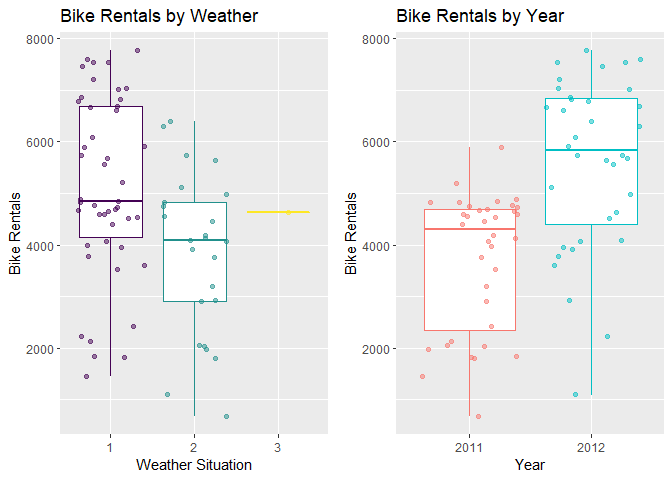 Bike Rentals by Weather
8000
6000
4000
2000
Bike Rentals
1
2
3
Weather Situation
Bike Rentals by Year
8000
6000
4000
2000
Bike Rentals
2011
2012
Year